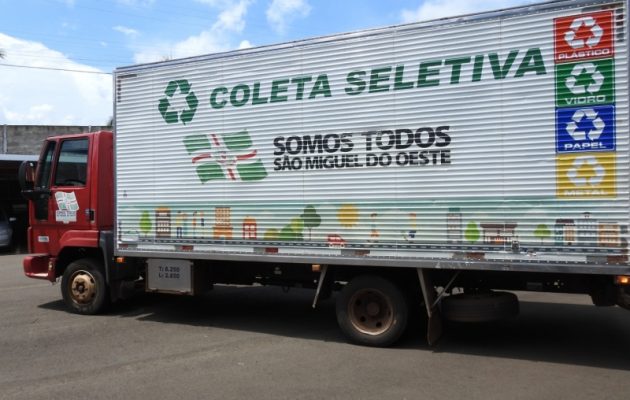 COLETA SELETIVA
SOMOS TODOS
SÃO MIGUEL DO OESTE
PLÁSTICO
VIDRO
PAPEL
METAL